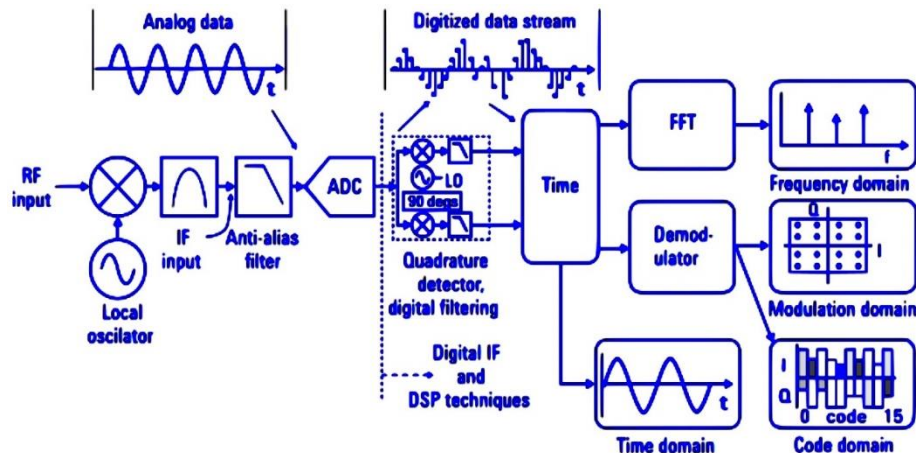 Analog data
t
Digitized data stream
t
RF
input
Local
oscilator
IF
input
Anti-alias
filter
ADC
LO
90 degs
Quadrature
detector,
digital filtering
Digital IF
and
DSP techniques
Time
FFT
f
Frequency domain
Demod-
ulator
Q
I
Modulation domain
t
Time domain
I
Q
0 code 15
Code domain